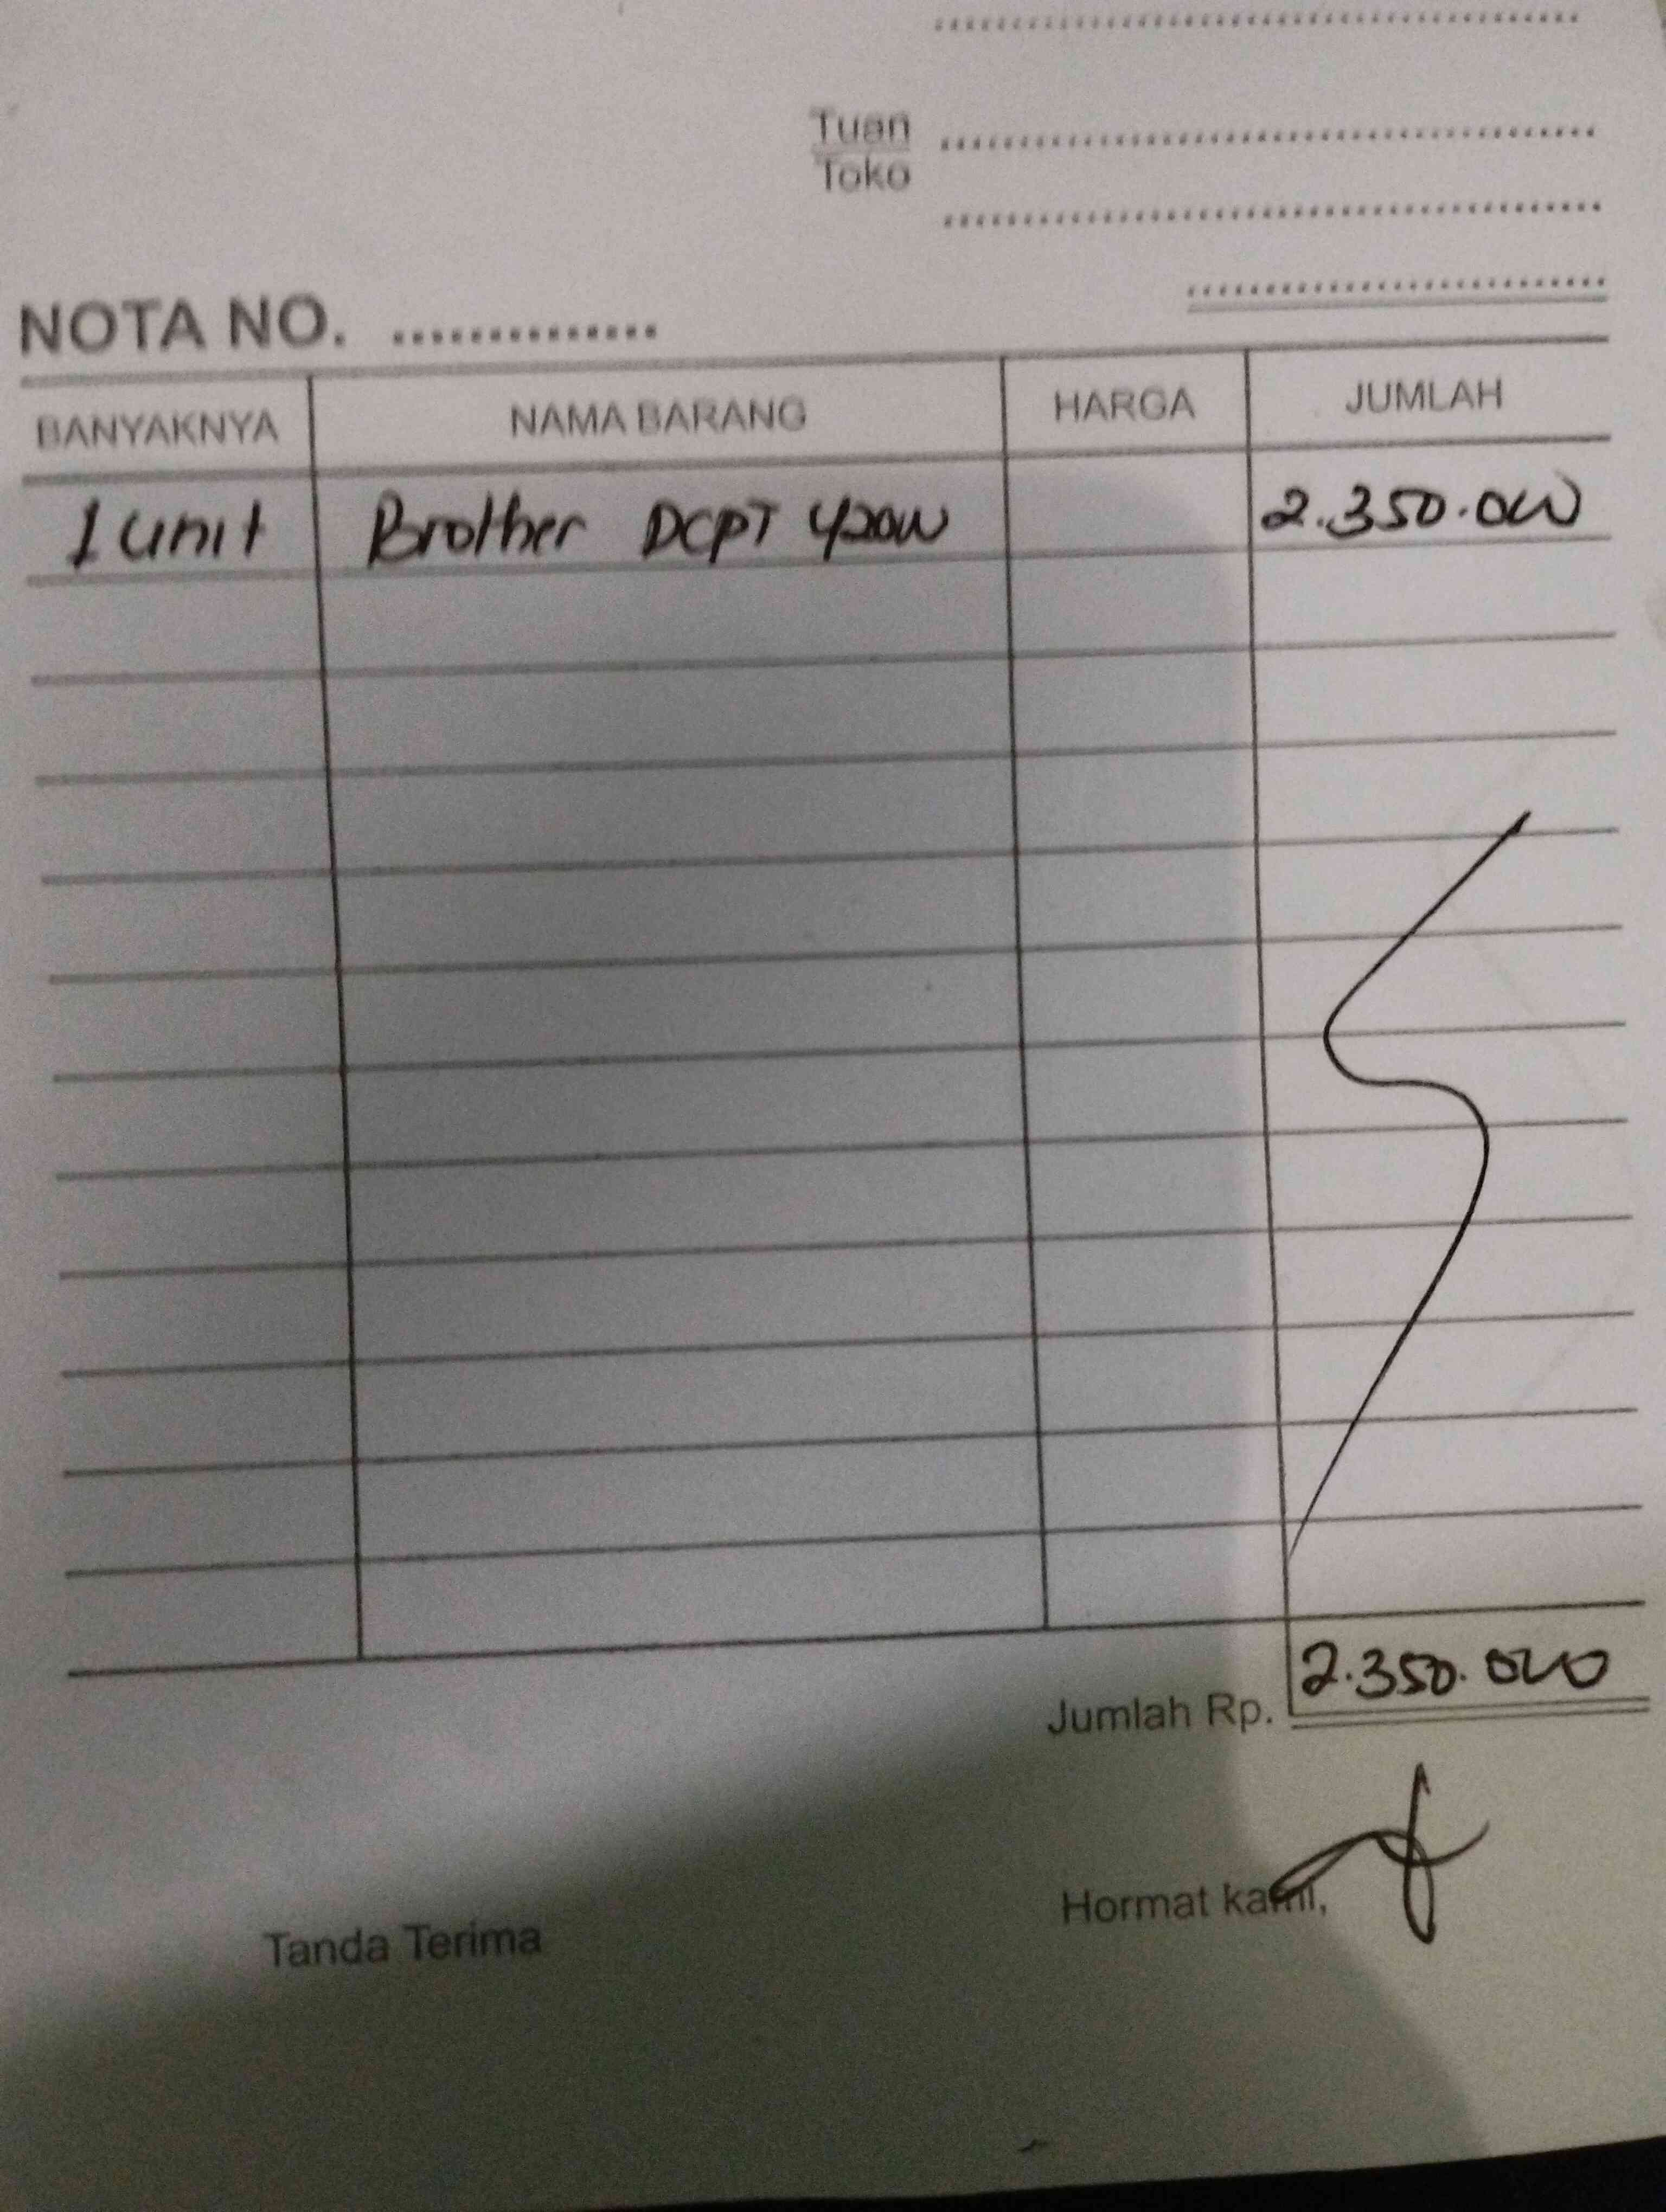 Tuan
Toko
NOTA NO. ..............
BANYAKNYA NAMA BARANG HARGA JUMLAH
1 unit Brother DCPT 420W 2.350.000
Jumlah Rp. 2.350.000
Tanda Terima Hormat kami,